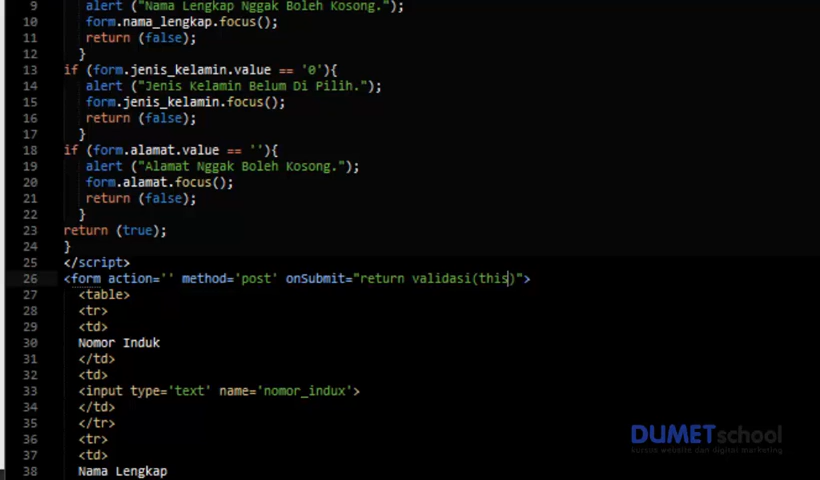 9 alert ("Nama Lengkap Nggak Boleh Kosong.");
10 form.nama_lengkap.focus();
11 return (false);
12 }
13 if (form.jenis_kelamin.value == '0'){
14 alert ("Jenis Kelamin Belum Di Pilih.");
15 form.jenis_kelamin.focus();
16 return (false);
17 }
18 if (form.alamat.value == ''){
19 alert ("Alamat Nggak Boleh Kosong.");
20 form.alamat.focus();
21 return (false);
22 }
23 return (true);
24 }
25 </script>
26 <form action='' method='post' onSubmit="return validasi(this)">
27 <table>
28 <tr>
29 <td>
30 Nomor Induk
31 </td>
32 <td>
33 <input type='text' name='nomor_indux'>
34 </td>
35 </tr>
36 <tr>
37 <td>
38 Nama Lengkap
DUMETschool
kursus website dan digital marketing